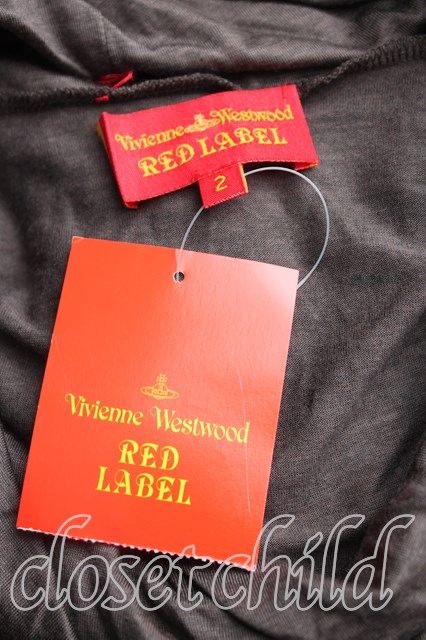 Vivienne Westwood
RED LABEL
2
Vivienne Westwood
RED
LABEL
closetchild